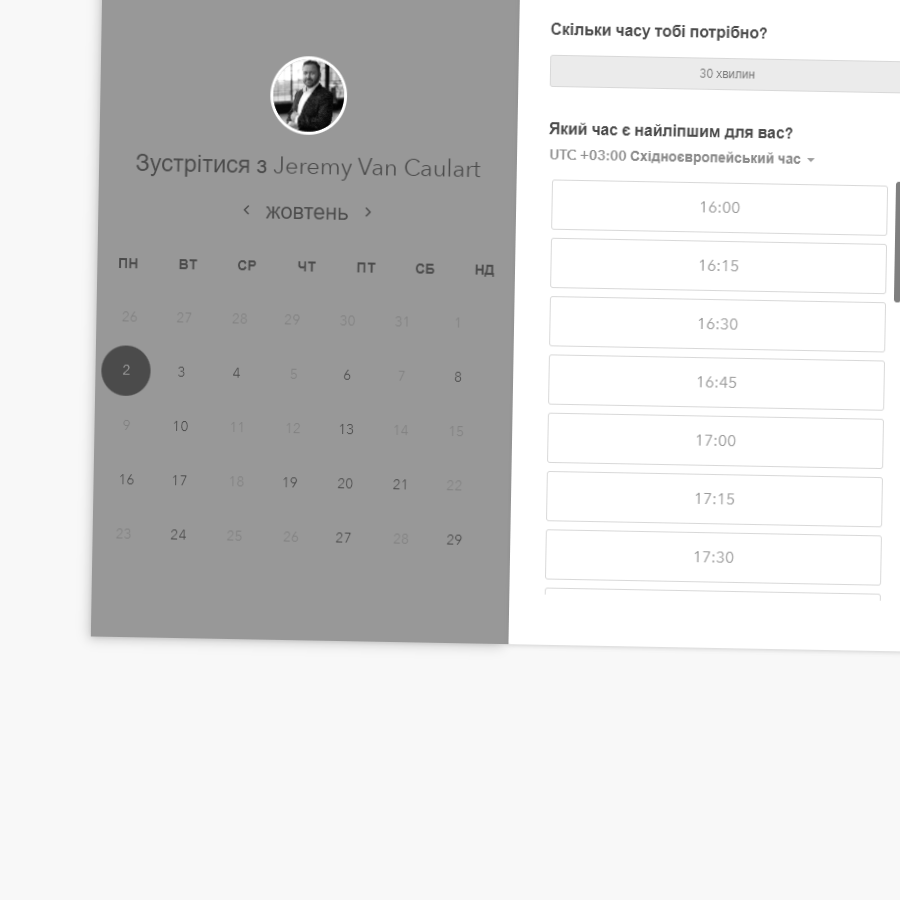 Зустрітися з Jeremy Van Caulart
‹ жовтень ›
ПН ВТ СР ЧТ ПТ СБ НД
26 27 28 29 30 31 1
2 3 4 5 6 7 8
9 10 11 12 13 14 15
16 17 18 19 20 21 22
23 24 25 26 27 28 29
Скільки часу тобі потрібно?
30 хвилин
Який час є найліпшим для вас?
UTC +03:00 Східноєвропейський час
16:00
16:15
16:30
16:45
17:00
17:15
17:30